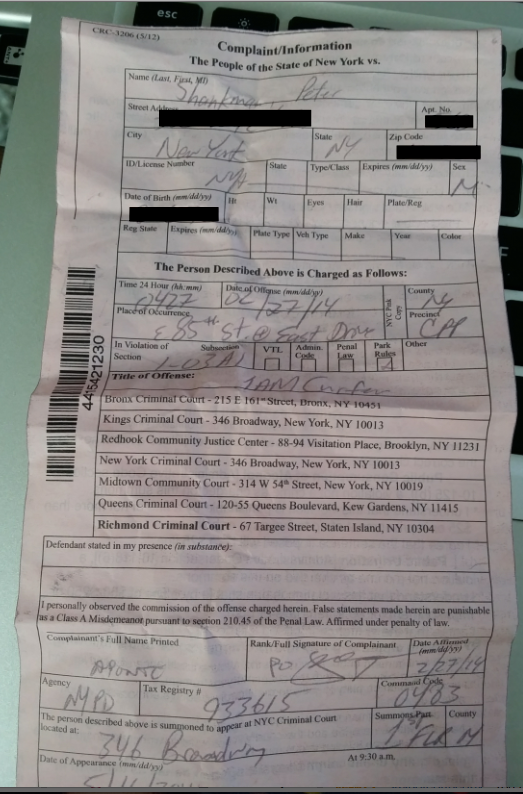 esc
CRC-3206 (5/12)
Complaint/Information
The People of the State of New York vs.
Name (Last, First, MI)
Shankman, Peter
Street Address
Apt. No.
City State Zip Code
New York NY
ID/License Number State Type/Class Expires (mm/dd/yy) Sex
NYA M
Date of Birth (mm/dd/yy) Ht Wt Eyes Hair Plate/Reg
Reg State Expires (mm/dd/yy) Plate Type Veh Type Make Year Color
The Person Described Above is Charged as Follows:
Time 24 Hour (hh:mm) Date of Offense (mm/dd/yy) County
0427 02/27/14 NY
Place of Occurrence Precinct
E 85th St @ East Drive CPP
NYC Park Copy
In Violation of Section Subsection VTL Admin. Code Penal Law Park Rules Other
1-03A1
Title of Offense:
1AM Curfew
Bronx Criminal Court - 215 E 161st Street, Bronx, NY 10451
Kings Criminal Court - 346 Broadway, New York, NY 10013
Redhook Community Justice Center - 88-94 Visitation Place, Brooklyn, NY 11231
New York Criminal Court - 346 Broadway, New York, NY 10013
Midtown Community Court - 314 W 54th Street, New York, NY 10019
Queens Criminal Court - 120-55 Queens Boulevard, Kew Gardens, NY 11415
Richmond Criminal Court - 67 Targee Street, Staten Island, NY 10304
4415421230
Defendant stated in my presence (in substance):
I personally observed the commission of the offense charged herein. False statements made herein are punishable
as a Class A Misdemeanor pursuant to section 210.45 of the Penal Law. Affirmed under penalty of law.
Complainant's Full Name Printed Rank/Full Signature of Complainant Date Affirmed (mm/dd/yy)
APONTE PO 2/27/14
Agency Tax Registry # Command Code
NYPD 933615 0483
The person described above is summoned to appear at NYC Criminal Court Summons Part County
located at:
346 Broadway 1st FLR M
Date of Appearance (mm/dd/yy) At 9:30 a.m.